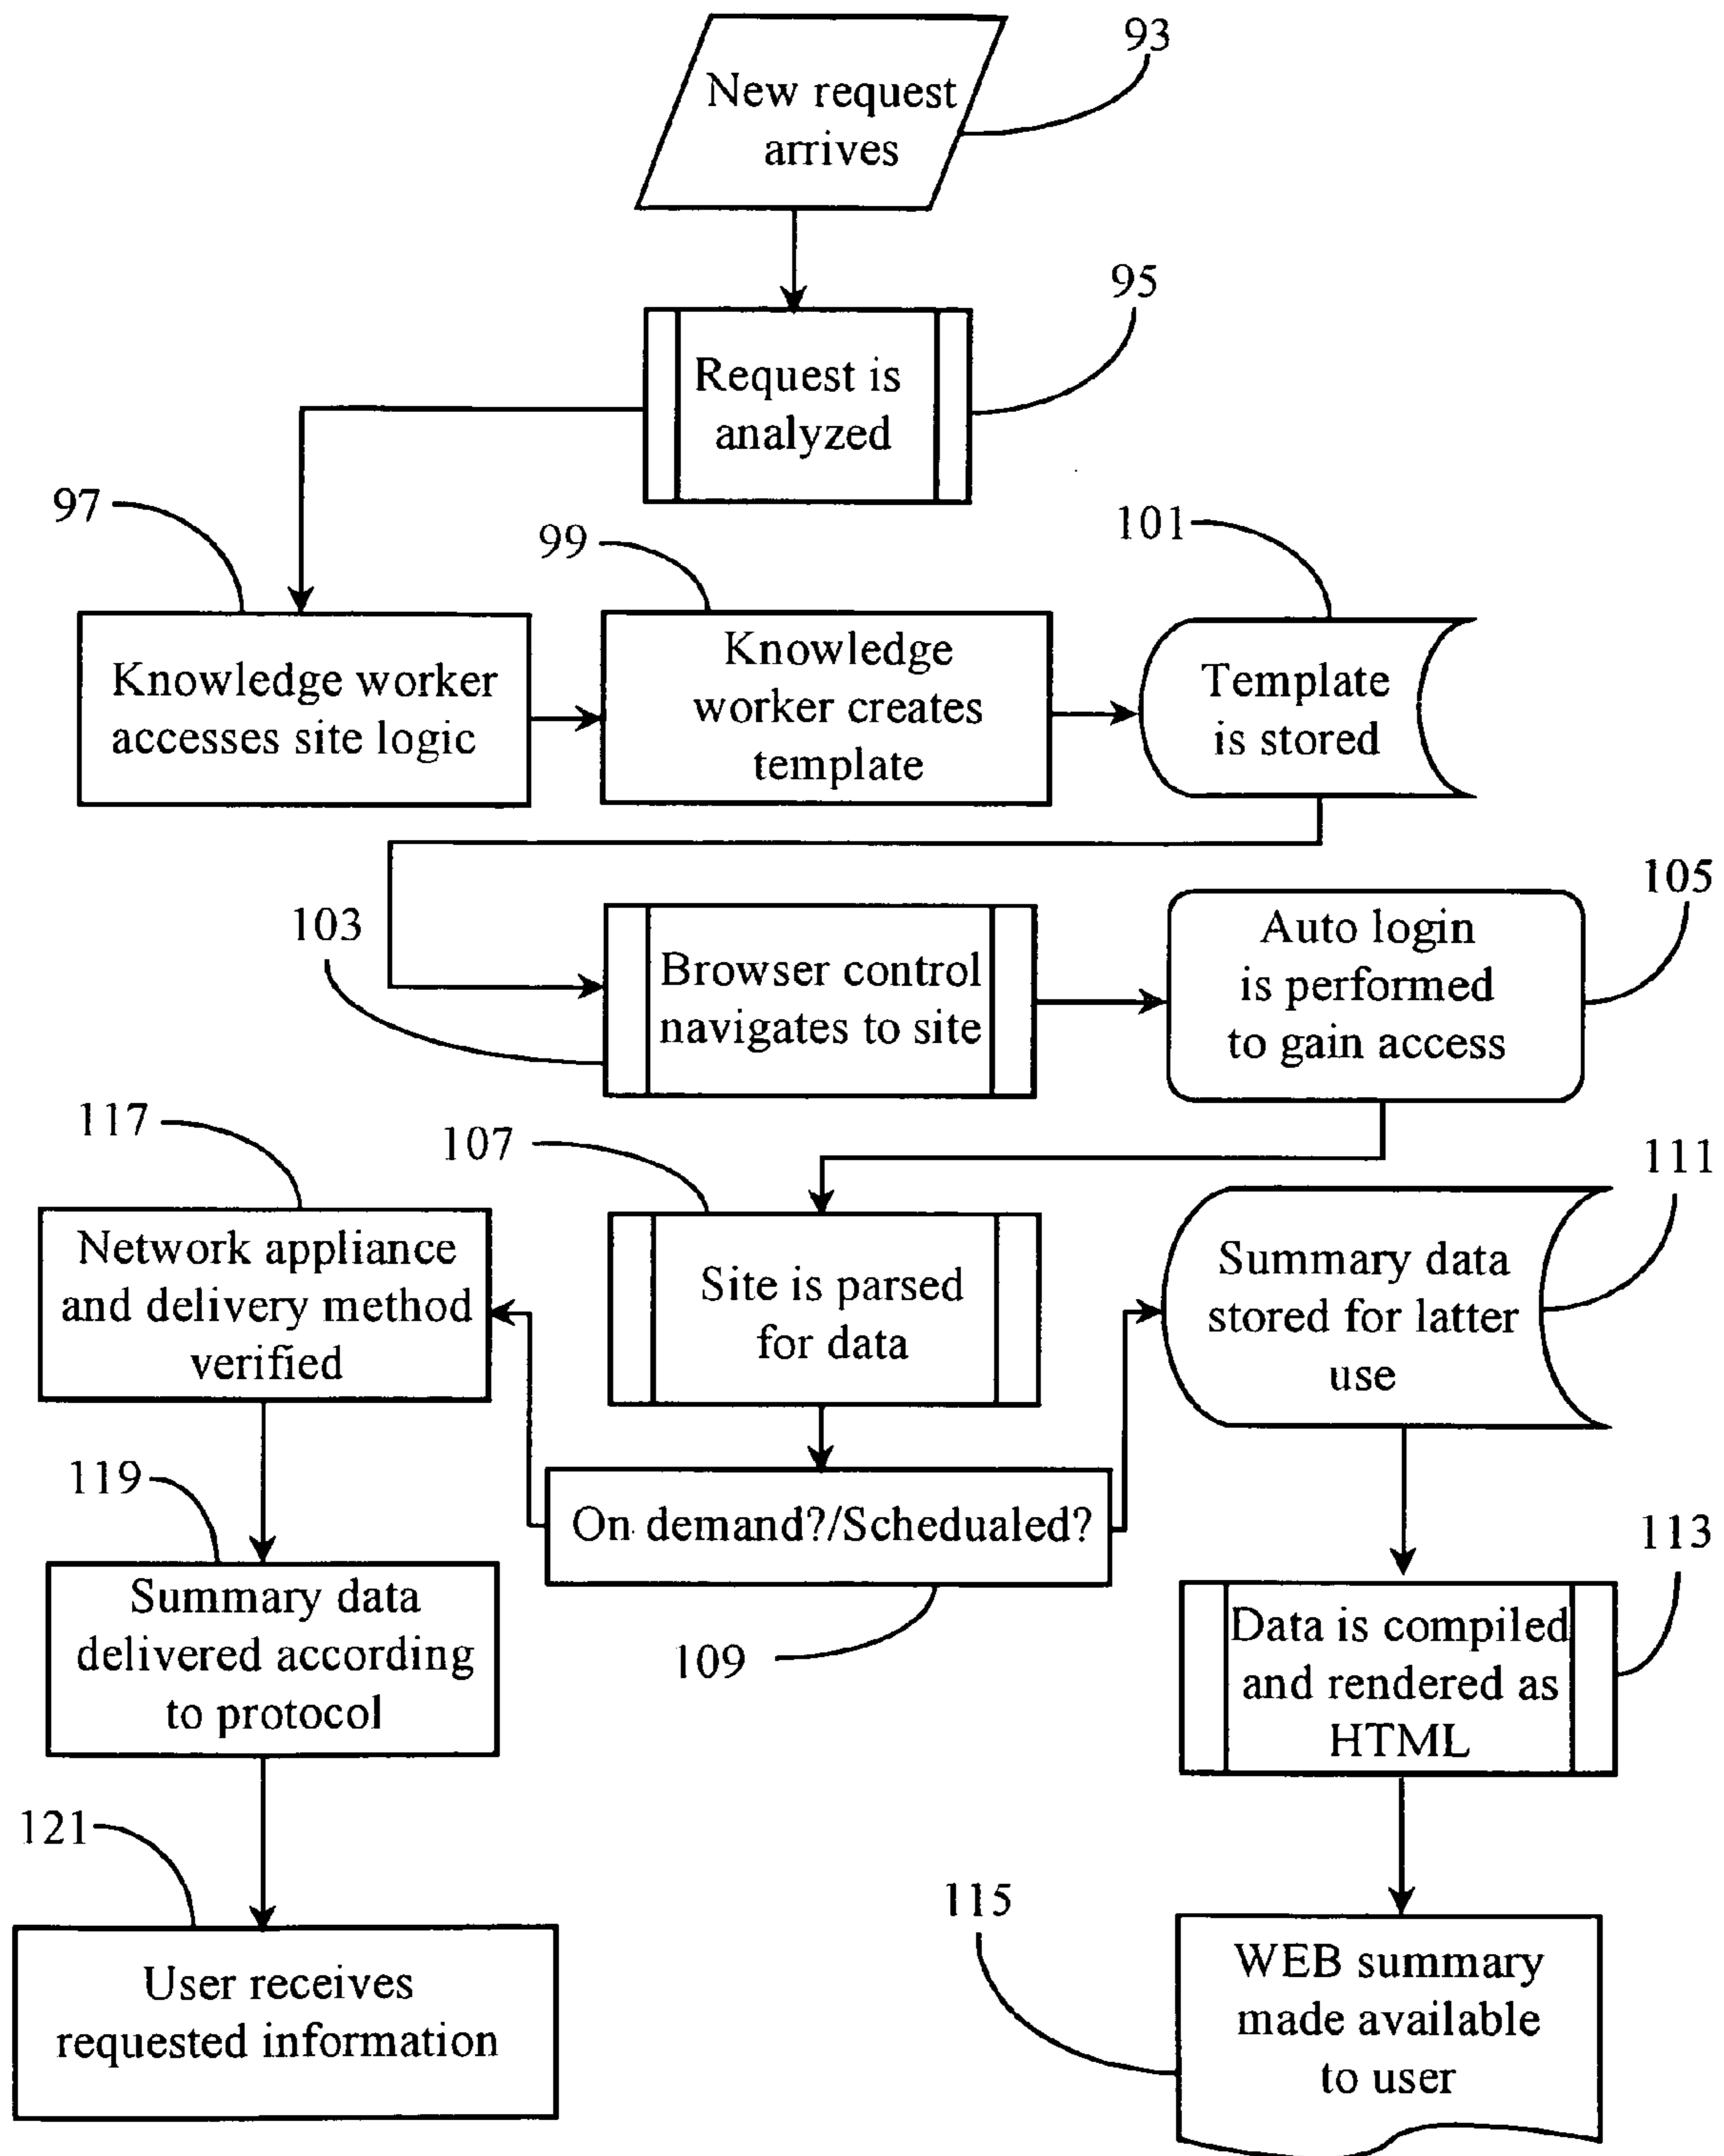 93
New request
arrives
95
Request is
analyzed
97
99
101
Knowledge worker
accesses site logic
Knowledge
worker creates
template
Template
is stored
103
105
Browser control
navigates to site
Auto login
is performed
to gain access
117
107
111
Network appliance
and delivery method
verified
Site is parsed
for data
Summary data
stored for latter
use
119
On demand?/Schedualed?
113
Summary data
delivered according
to protocol
109
Data is compiled
and rendered as
HTML
121
115
User receives
requested information
WEB summary
made available
to user